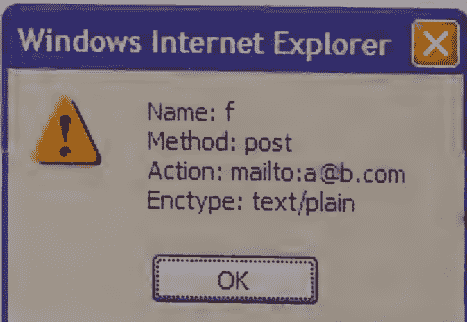 Windows Internet Explorer
Name: f
Method: post
Action: mailto:a@b.com
Enctype: text/plain
OK